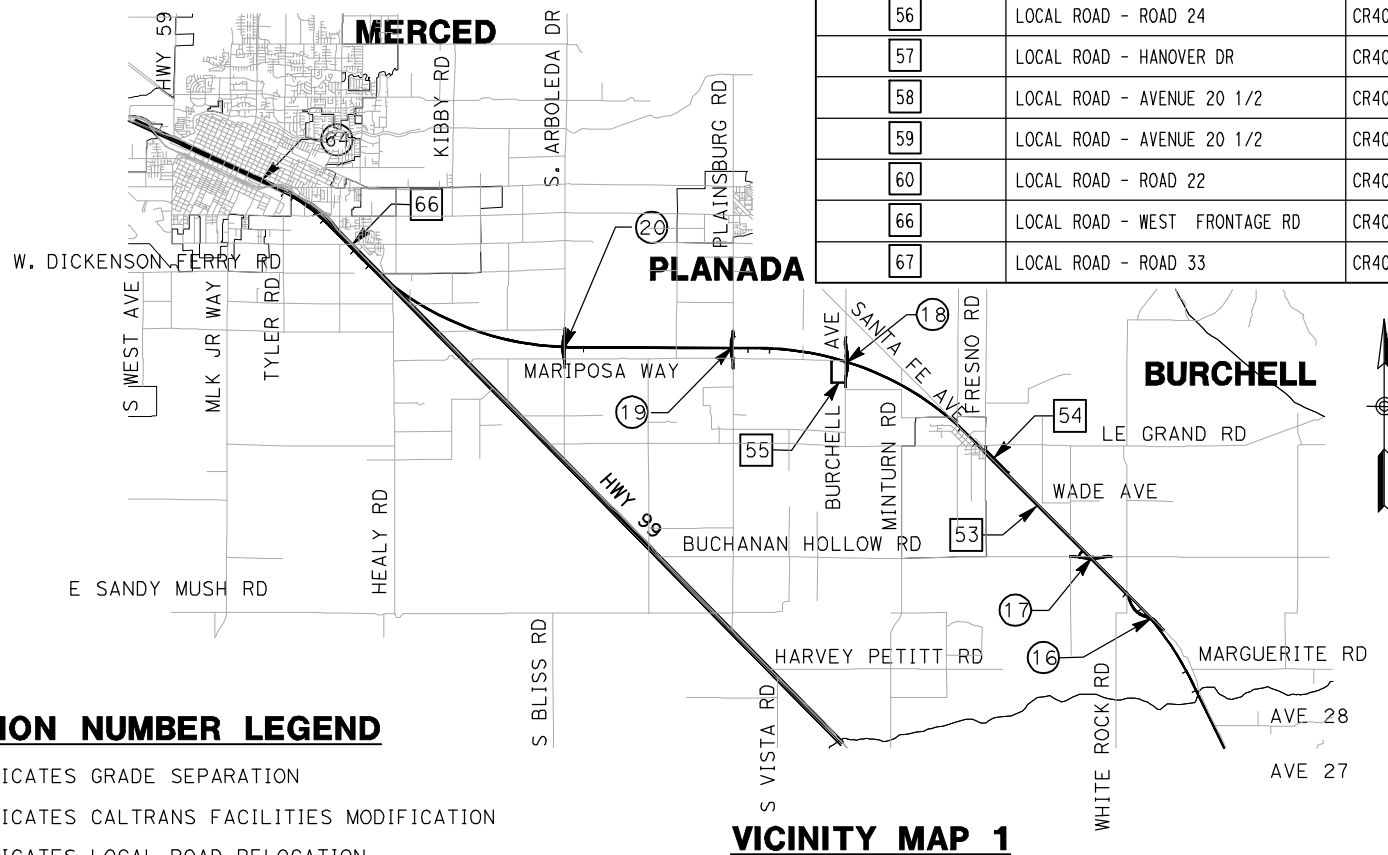 56 LOCAL ROAD - ROAD 24 CR40
57 LOCAL ROAD - HANOVER DR CR40
58 LOCAL ROAD - AVENUE 20 1/2 CR40
59 LOCAL ROAD - AVENUE 20 1/2 CR40
60 LOCAL ROAD - ROAD 22 CR40
66 LOCAL ROAD - WEST FRONTAGE RD CR40
67 LOCAL ROAD - ROAD 33 CR40
HWY 59
MERCED
KIBBY RD
S. ARBOLEDA DR
PLAINSBURG RD
64
66
20
W. DICKENSON FERRY RD
PLANADA
S WEST AVE
MLK JR WAY
TYLER RD
MARIPOSA WAY
BURCHELL AVE
SANTA FE AVE
18
FRESNO RD
BURCHELL
19
55
54
LE GRAND RD
MINTURN RD
WADE AVE
HWY 99
HEALY RD
BUCHANAN HOLLOW RD
53
E SANDY MUSH RD
17
16
S BLISS RD
HARVEY PETITT RD
MARGUERITE RD
S VISTA RD
WHITE ROCK RD
AVE 28
AVE 27
ION NUMBER LEGEND
ICATES GRADE SEPARATION
ICATES CALTRANS FACILITIES MODIFICATION
ICATES LOCAL ROAD RELOCATION
VICINITY MAP 1